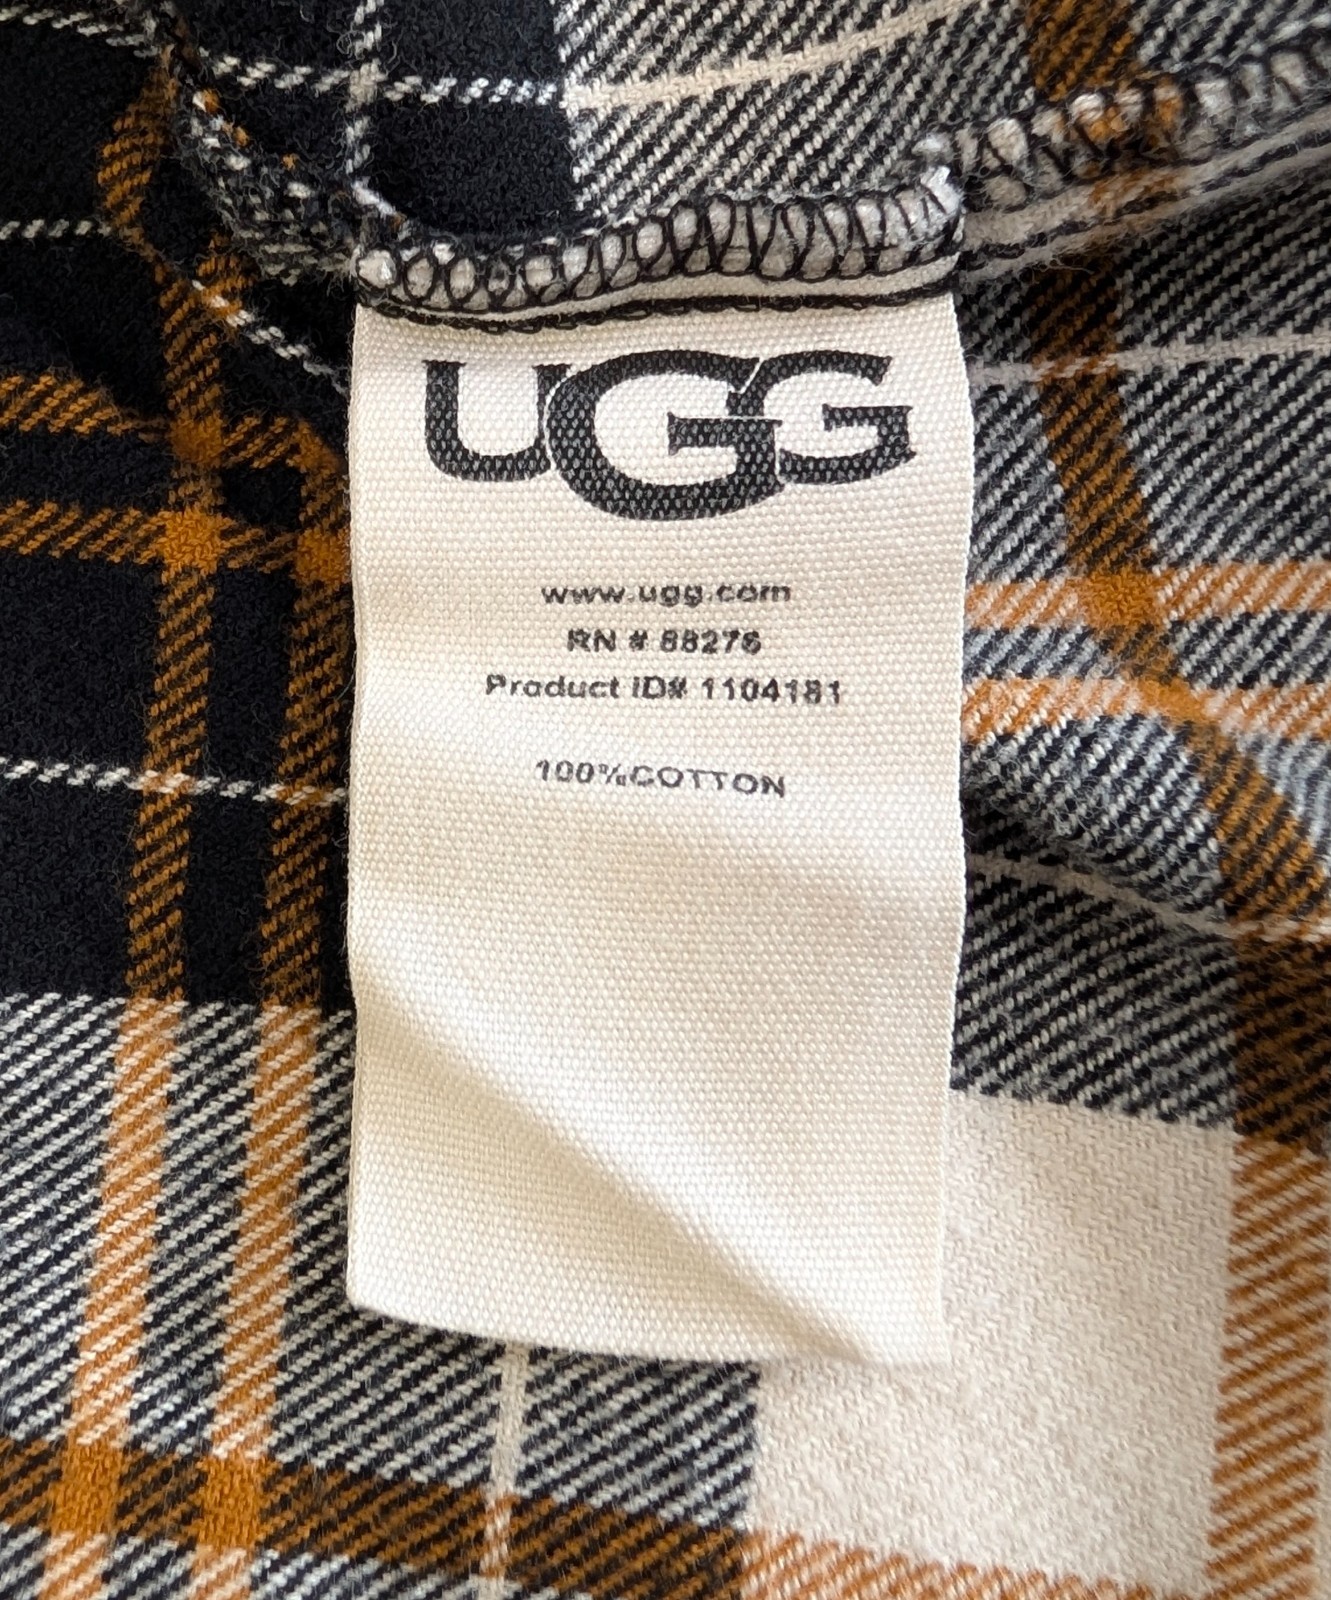 UGG
www.ugg.com
RN # 88276
Product ID# 1104181
100%COTTON